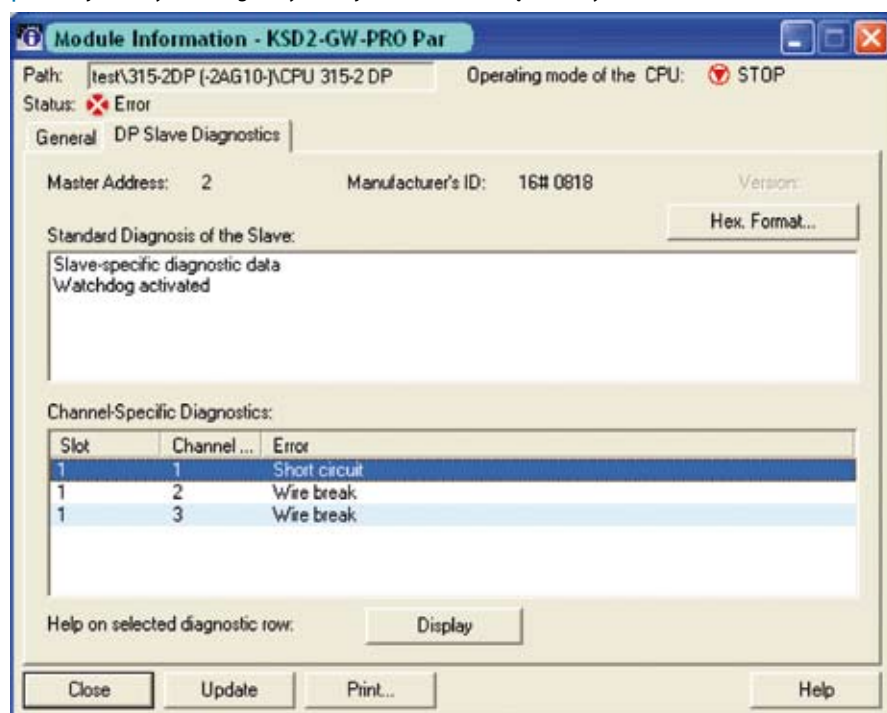 Module Information - KSD2-GW-PRO Par
Path: test\315-2DP (-2AG10-)\CPU 315-2 DP Operating mode of the CPU: STOP
Status: Error
General DP Slave Diagnostics
Master Address: 2 Manufacturer's ID: 16# 0818 Version:
Hex. Format...
Standard Diagnosis of the Slave:
Slave-specific diagnostic data
Watchdog activated
Channel-Specific Diagnostics:
Slot Channel ... Error
1 1 Short circuit
1 2 Wire break
1 3 Wire break
Help on selected diagnostic row: Display
Close Update Print... Help